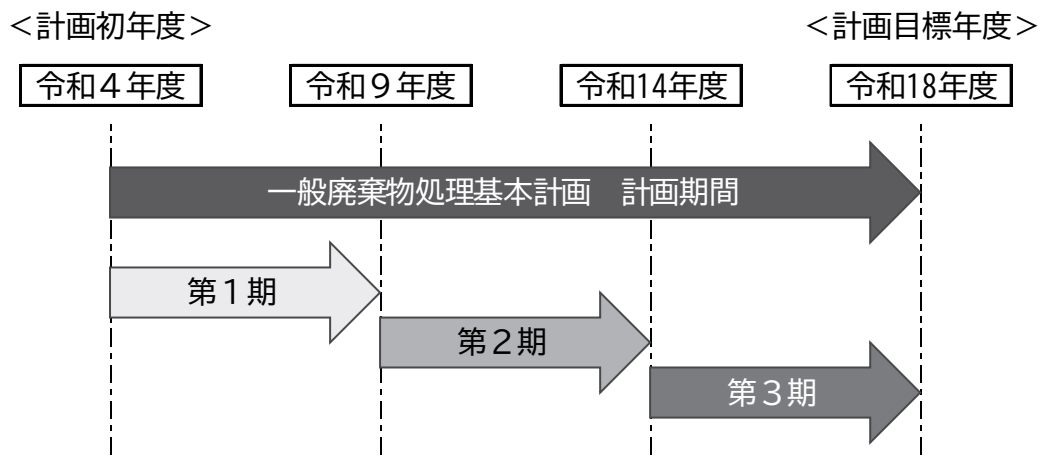 ＜計画初年度＞
＜計画目標年度＞
令和４年度
令和９年度
令和14年度
令和18年度
一般廃棄物処理基本計画　計画期間
第１期
第２期
第３期